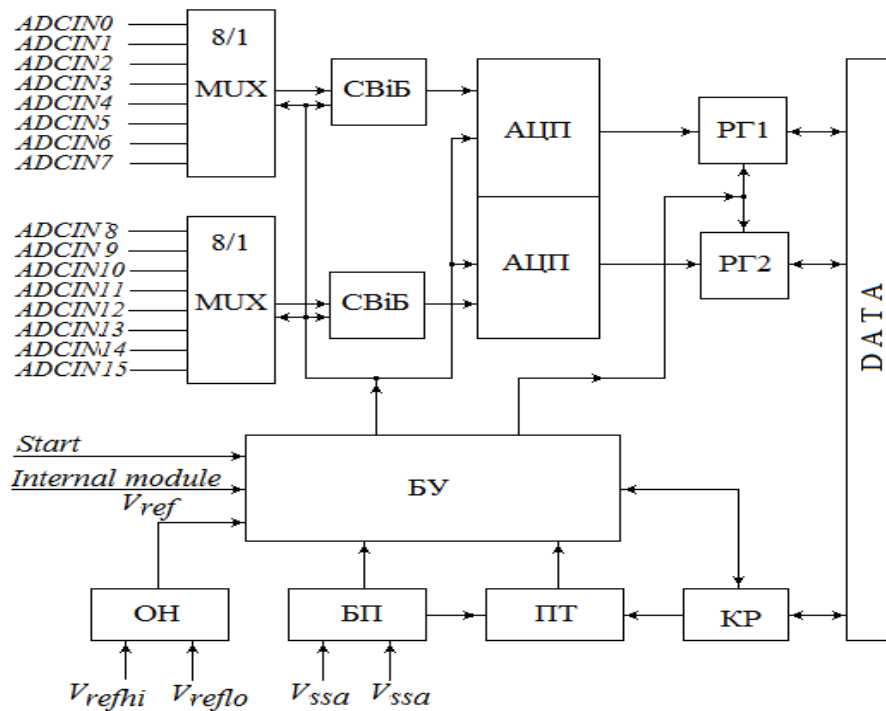 ADCIN0
ADCIN1
ADCIN2
ADCIN3
ADCIN4
ADCIN5
ADCIN6
ADCIN7
8/1
MUX
СВіБ
АЦП
РГ1
ADCIN8
ADCIN9
ADCIN10
ADCIN11
ADCIN12
ADCIN13
ADCIN14
ADCIN15
8/1
MUX
СВіБ
АЦП
РГ2
DATA
Start
Internal module
Vref
БУ
ОН
БП
ПТ
КР
Vrefhi
Vreflo
Vssa
Vssa